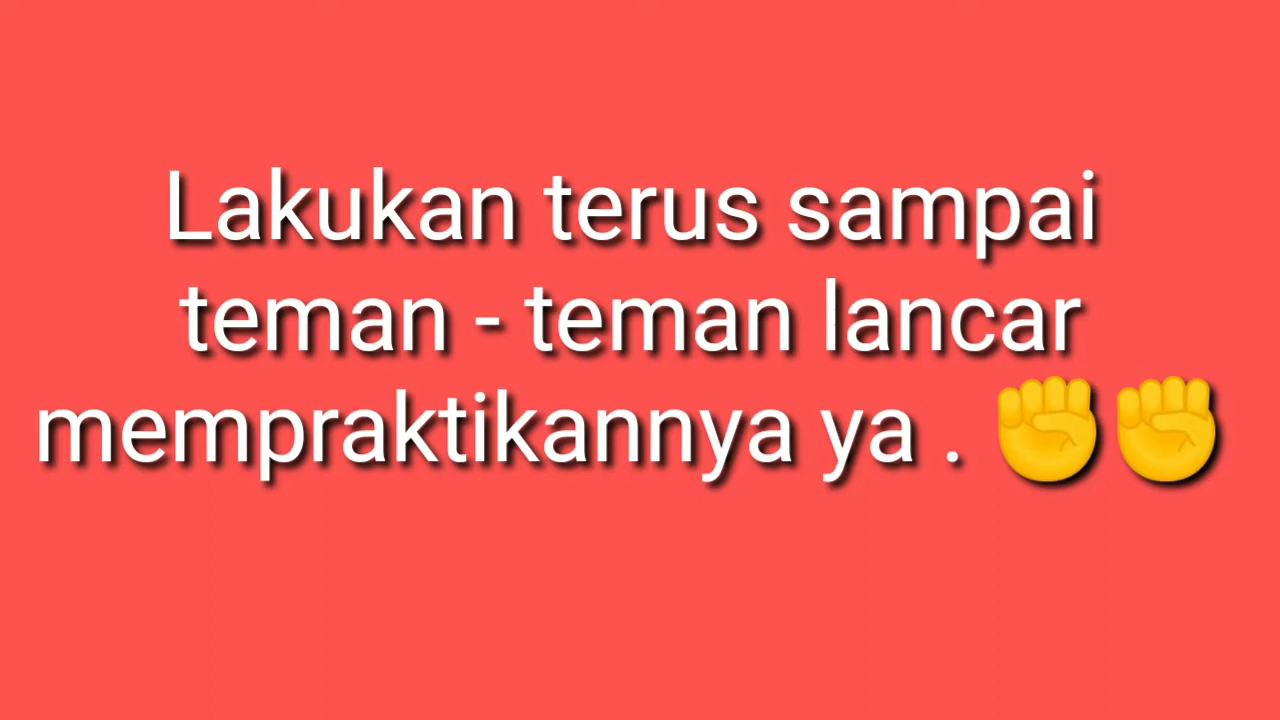 Lakukan terus sampai
teman - teman lancar
mempraktikannya ya . ✊✊